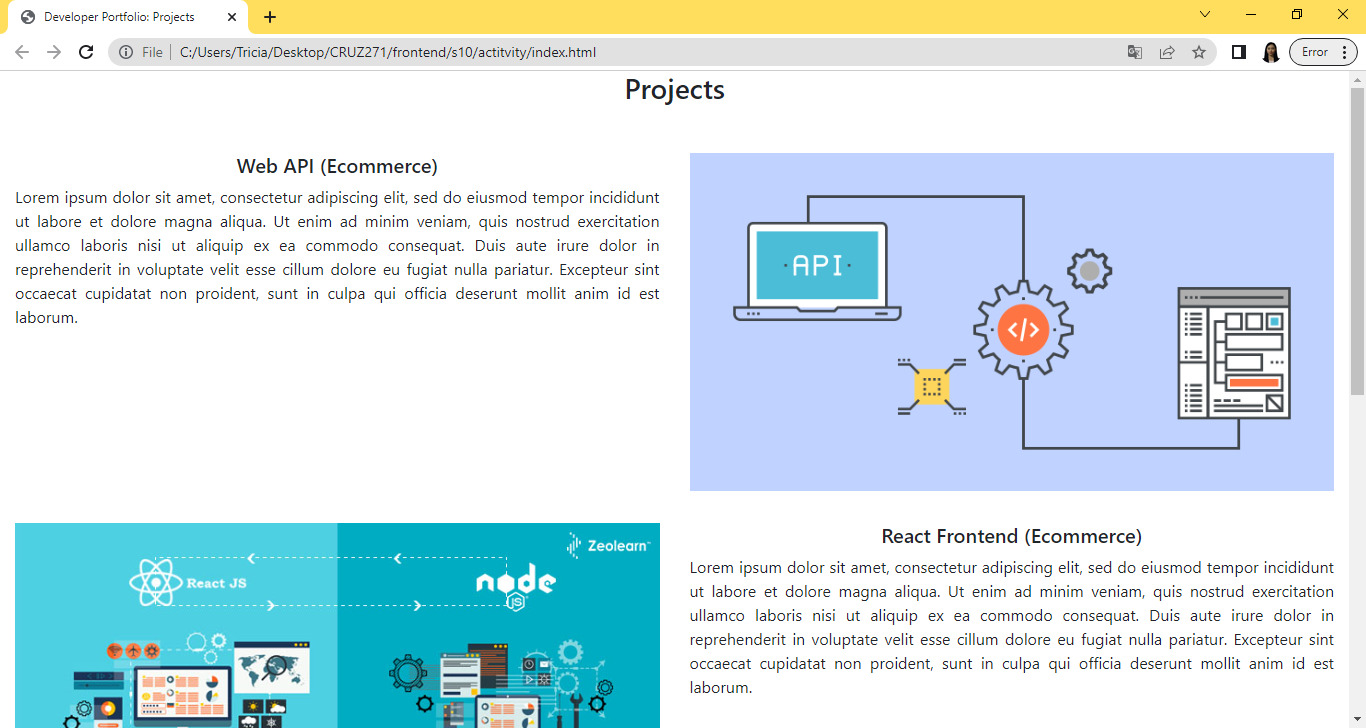 Developer Portfolio: Projects
File
C:/Users/Tricia/Desktop/CRUZ271/frontend/s10/actitvity/index.html
Error
Projects
Web API (Ecommerce)
Lorem ipsum dolor sit amet, consectetur adipiscing elit, sed do eiusmod tempor incididunt
ut labore et dolore magna aliqua. Ut enim ad minim veniam, quis nostrud exercitation
ullamco laboris nisi ut aliquip ex ea commodo consequat. Duis aute irure dolor in
reprehenderit in voluptate velit esse cillum dolore eu fugiat nulla pariatur. Excepteur sint
occaecat cupidatat non proident, sunt in culpa qui officia deserunt mollit anim id est
laborum.
API
</>
Zeolearn
React JS
node
JS
React Frontend (Ecommerce)
Lorem ipsum dolor sit amet, consectetur adipiscing elit, sed do eiusmod tempor incididunt
ut labore et dolore magna aliqua. Ut enim ad minim veniam, quis nostrud exercitation
ullamco laboris nisi ut aliquip ex ea commodo consequat. Duis aute irure dolor in
reprehenderit in voluptate velit esse cillum dolore eu fugiat nulla pariatur. Excepteur sint
occaecat cupidatat non proident, sunt in culpa qui officia deserunt mollit anim id est
laborum.